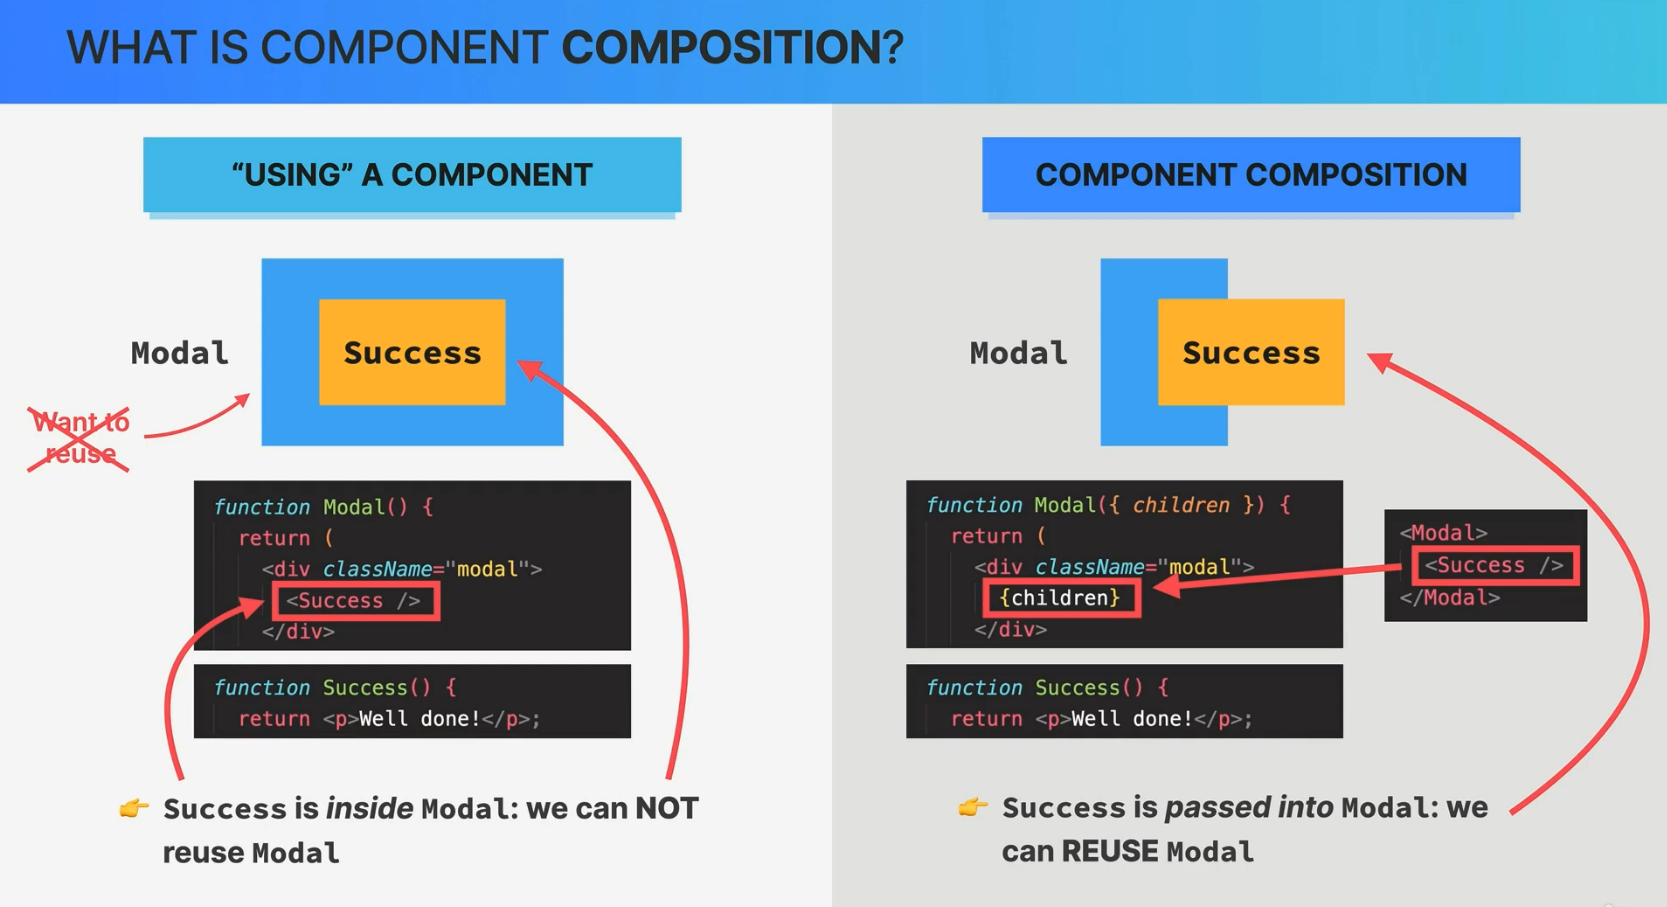 WHAT IS COMPONENT COMPOSITION?
“USING” A COMPONENT
Modal
Success
Want to
reuse
function Modal() {
return (
<div className="modal">
<Success />
</div>
function Success() {
return <p>Well done!</p>;
👉 Success is inside Modal: we can NOT
reuse Modal
COMPONENT COMPOSITION
Modal
Success
function Modal({ children }) {
return (
<div className="modal">
{children}
</div>
<Modal>
<Success />
</Modal>
function Success() {
return <p>Well done!</p>;
👉 Success is passed into Modal: we
can REUSE Modal